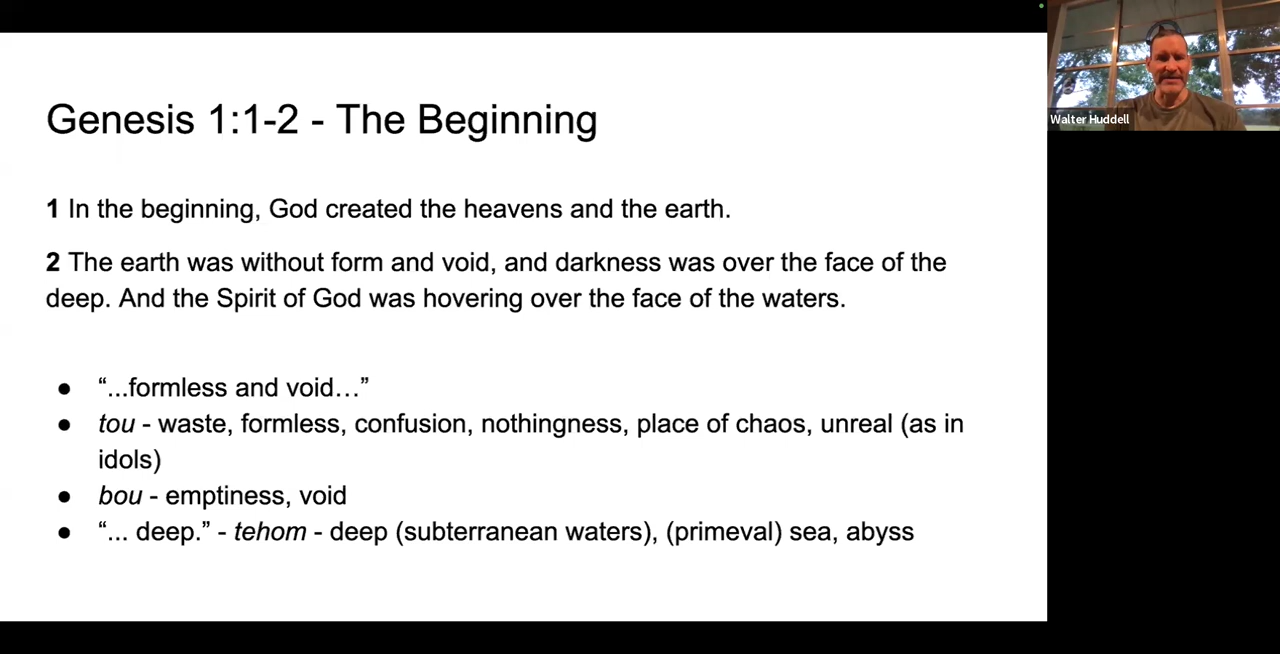 Genesis 1:1-2 - The Beginning
1 In the beginning, God created the heavens and the earth.
2 The earth was without form and void, and darkness was over the face of the
deep. And the Spirit of God was hovering over the face of the waters.
● “...formless and void…”
● tou - waste, formless, confusion, nothingness, place of chaos, unreal (as in
idols)
● bou - emptiness, void
● “... deep.” - tehom - deep (subterranean waters), (primeval) sea, abyss
Walter Huddell